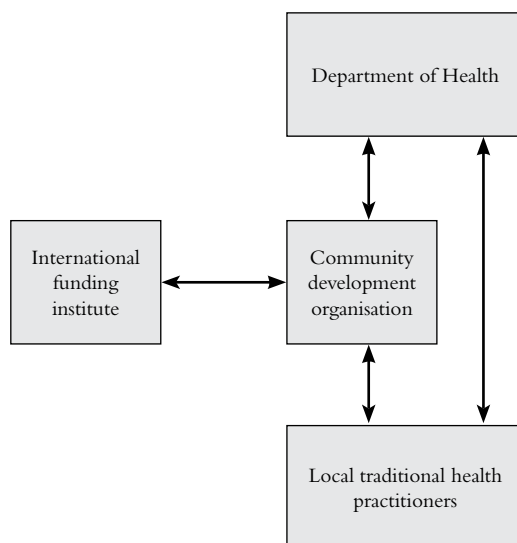 Department of Health
International
funding
institute
Community
development
organisation
Local traditional health
practitioners